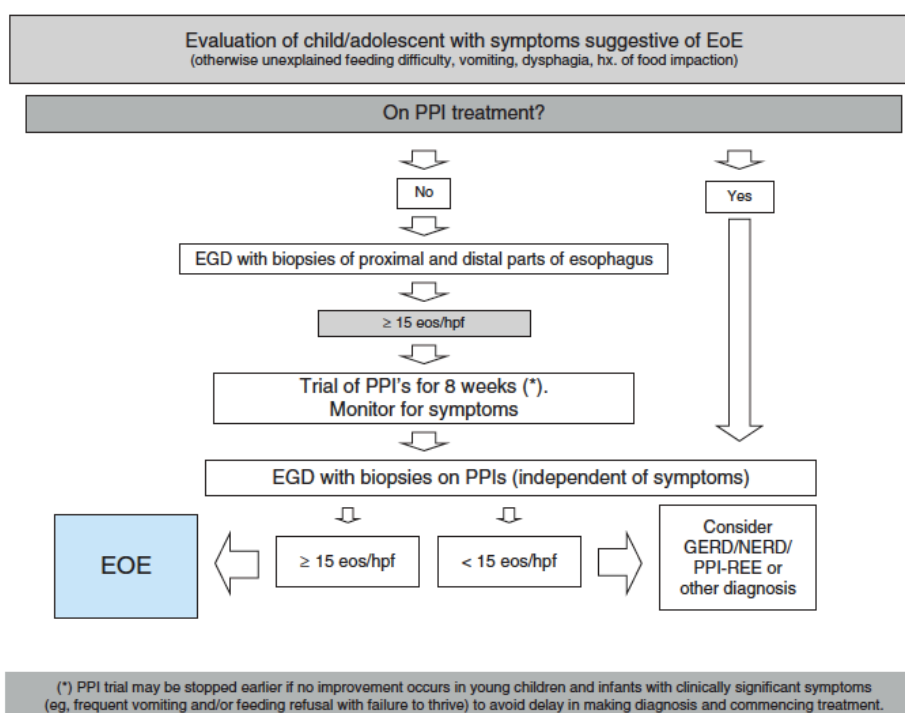 Evaluation of child/adolescent with symptoms suggestive of EoE
(otherwise unexplained feeding difficulty, vomiting, dysphagia, hx. of food impaction)
On PPI treatment?
No
Yes
EGD with biopsies of proximal and distal parts of esophagus
≥ 15 eos/hpf
Trial of PPI's for 8 weeks (*).
Monitor for symptoms
EGD with biopsies on PPIs (independent of symptoms)
EOE
≥ 15 eos/hpf
< 15 eos/hpf
Consider
GERD/NERD/
PPI-REE or
other diagnosis
(*) PPI trial may be stopped earlier if no improvement occurs in young children and infants with clinically significant symptoms
(eg, frequent vomiting and/or feeding refusal with failure to thrive) to avoid delay in making diagnosis and commencing treatment.